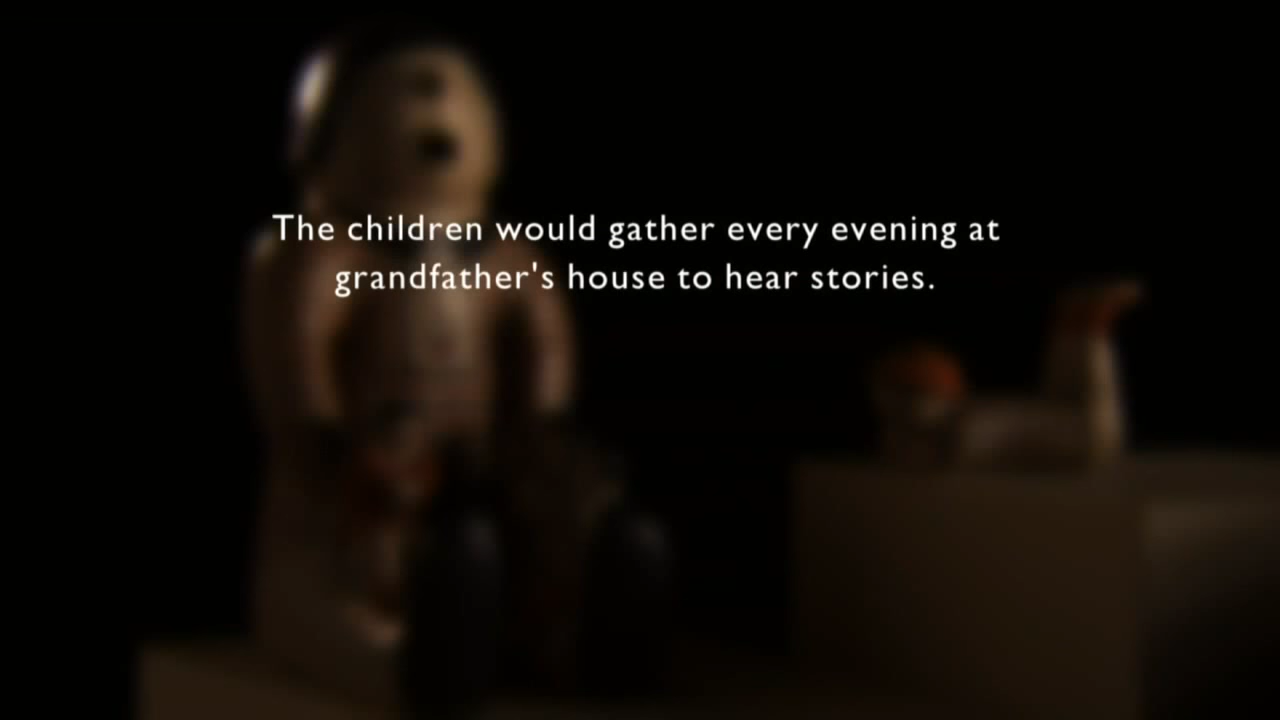 The children would gather every evening at
grandfather's house to hear stories.